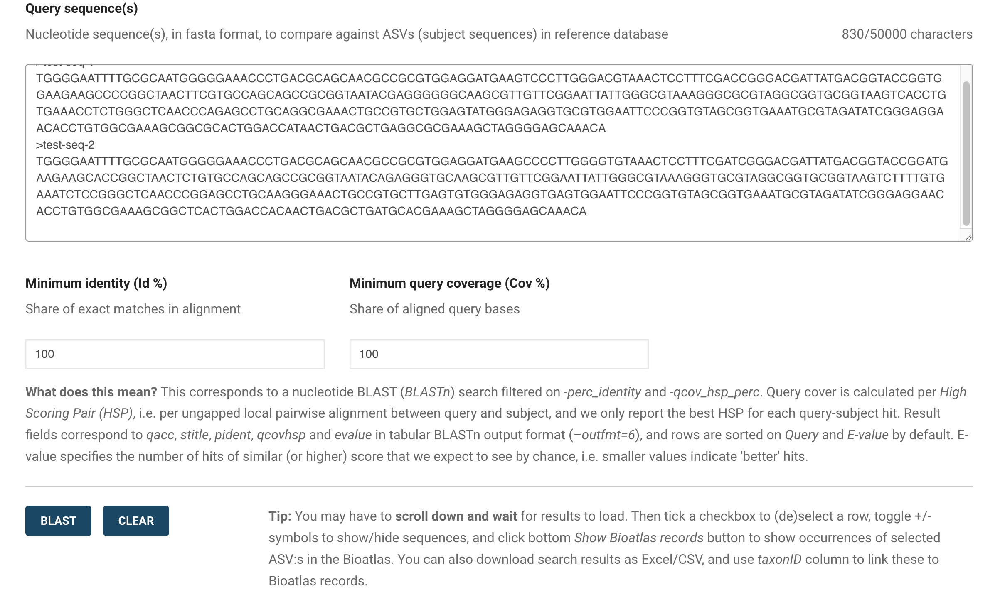 Query sequence(s)
Nucleotide sequence(s), in fasta format, to compare against ASVs (subject sequences) in reference database
830/50000 characters
TGGGGAATTTTGCGCAATGGGGGAAACCCTGACGCAGCAACGCCGCGTGGAGGATGAAGTCCCTTGGGACGTAAACTCCTTTCGACCGGGACGATTATGACGGTACCGGTG
GAAGAAGCCCCGGCTAACTTCGTGCCAGCAGCCGCGGTAATACGAGGGGGGCAAGCGTTGTTCGGAATTATTGGGCGTAAAGGGCGCGTAGGCGGTGCGGTAAGTCACCTG
TGAAACCTCTGGGCTCAACCCAGAGCCTGCAGGCGAAACTGCCGTGCTGGAGTATGGGAGAGGTGCGTGGAATTCCCGGTGTAGCGGTGAAATGCGTAGATATCGGGAGGA
ACACCTGTGGCGAAAGCGGCGCACTGGACCATAACTGACGCTGAGGCGCGAAAGCTAGGGGAGCAAACA
>test-seq-2
TGGGGAATTTTGCGCAATGGGGGAAACCCTGACGCAGCAACGCCGCGTGGAGGATGAAGCCCCTTGGGGTGTAAACTCCTTTCGATCGGGACGATTATGACGGTACCGGATG
AAGAAGCACCGGCTAACTCTGTGCCAGCAGCCGCGGTAATACAGAGGGTGCAAGCGTTGTTCGGAATTATTGGGCGTAAAGGGTGCGTAGGCGGTGCGGTAAGTCTTTTGTG
AAATCTCCGGGCTCAACCCGGAGCCTGCAAGGGAAACTGCCGTGCTTGAGTGTGGGAGAGGTGAGTGGAATTCCCGGTGTAGCGGTGAAATGCGTAGATATCGGGAGGAAC
ACCTGTGGCGAAAGCGGCTCACTGGACCACAACTGACGCTGATGCACGAAAGCTAGGGGAGCAAACA
Minimum identity (Id %)
Minimum query coverage (Cov %)
Share of exact matches in alignment
Share of aligned query bases
100
100
What does this mean? This corresponds to a nucleotide BLAST (BLASTn) search filtered on -perc_identity and -qcov_hsp_perc. Query cover is calculated per High
Scoring Pair (HSP), i.e. per ungapped local pairwise alignment between query and subject, and we only report the best HSP for each query-subject hit. Result
fields correspond to qacc, stitle, pident, qcovhsp and evalue in tabular BLASTn output format (–outfmt=6), and rows are sorted on Query and E-value by default. E-
value specifies the number of hits of similar (or higher) score that we expect to see by chance, i.e. smaller values indicate 'better' hits.
BLAST
CLEAR
Tip: You may have to scroll down and wait for results to load. Then tick a checkbox to (de)select a row, toggle +/-
symbols to show/hide sequences, and click bottom Show Bioatlas records button to show occurrences of selected
ASV:s in the Bioatlas. You can also download search results as Excel/CSV, and use taxonID column to link these to
Bioatlas records.